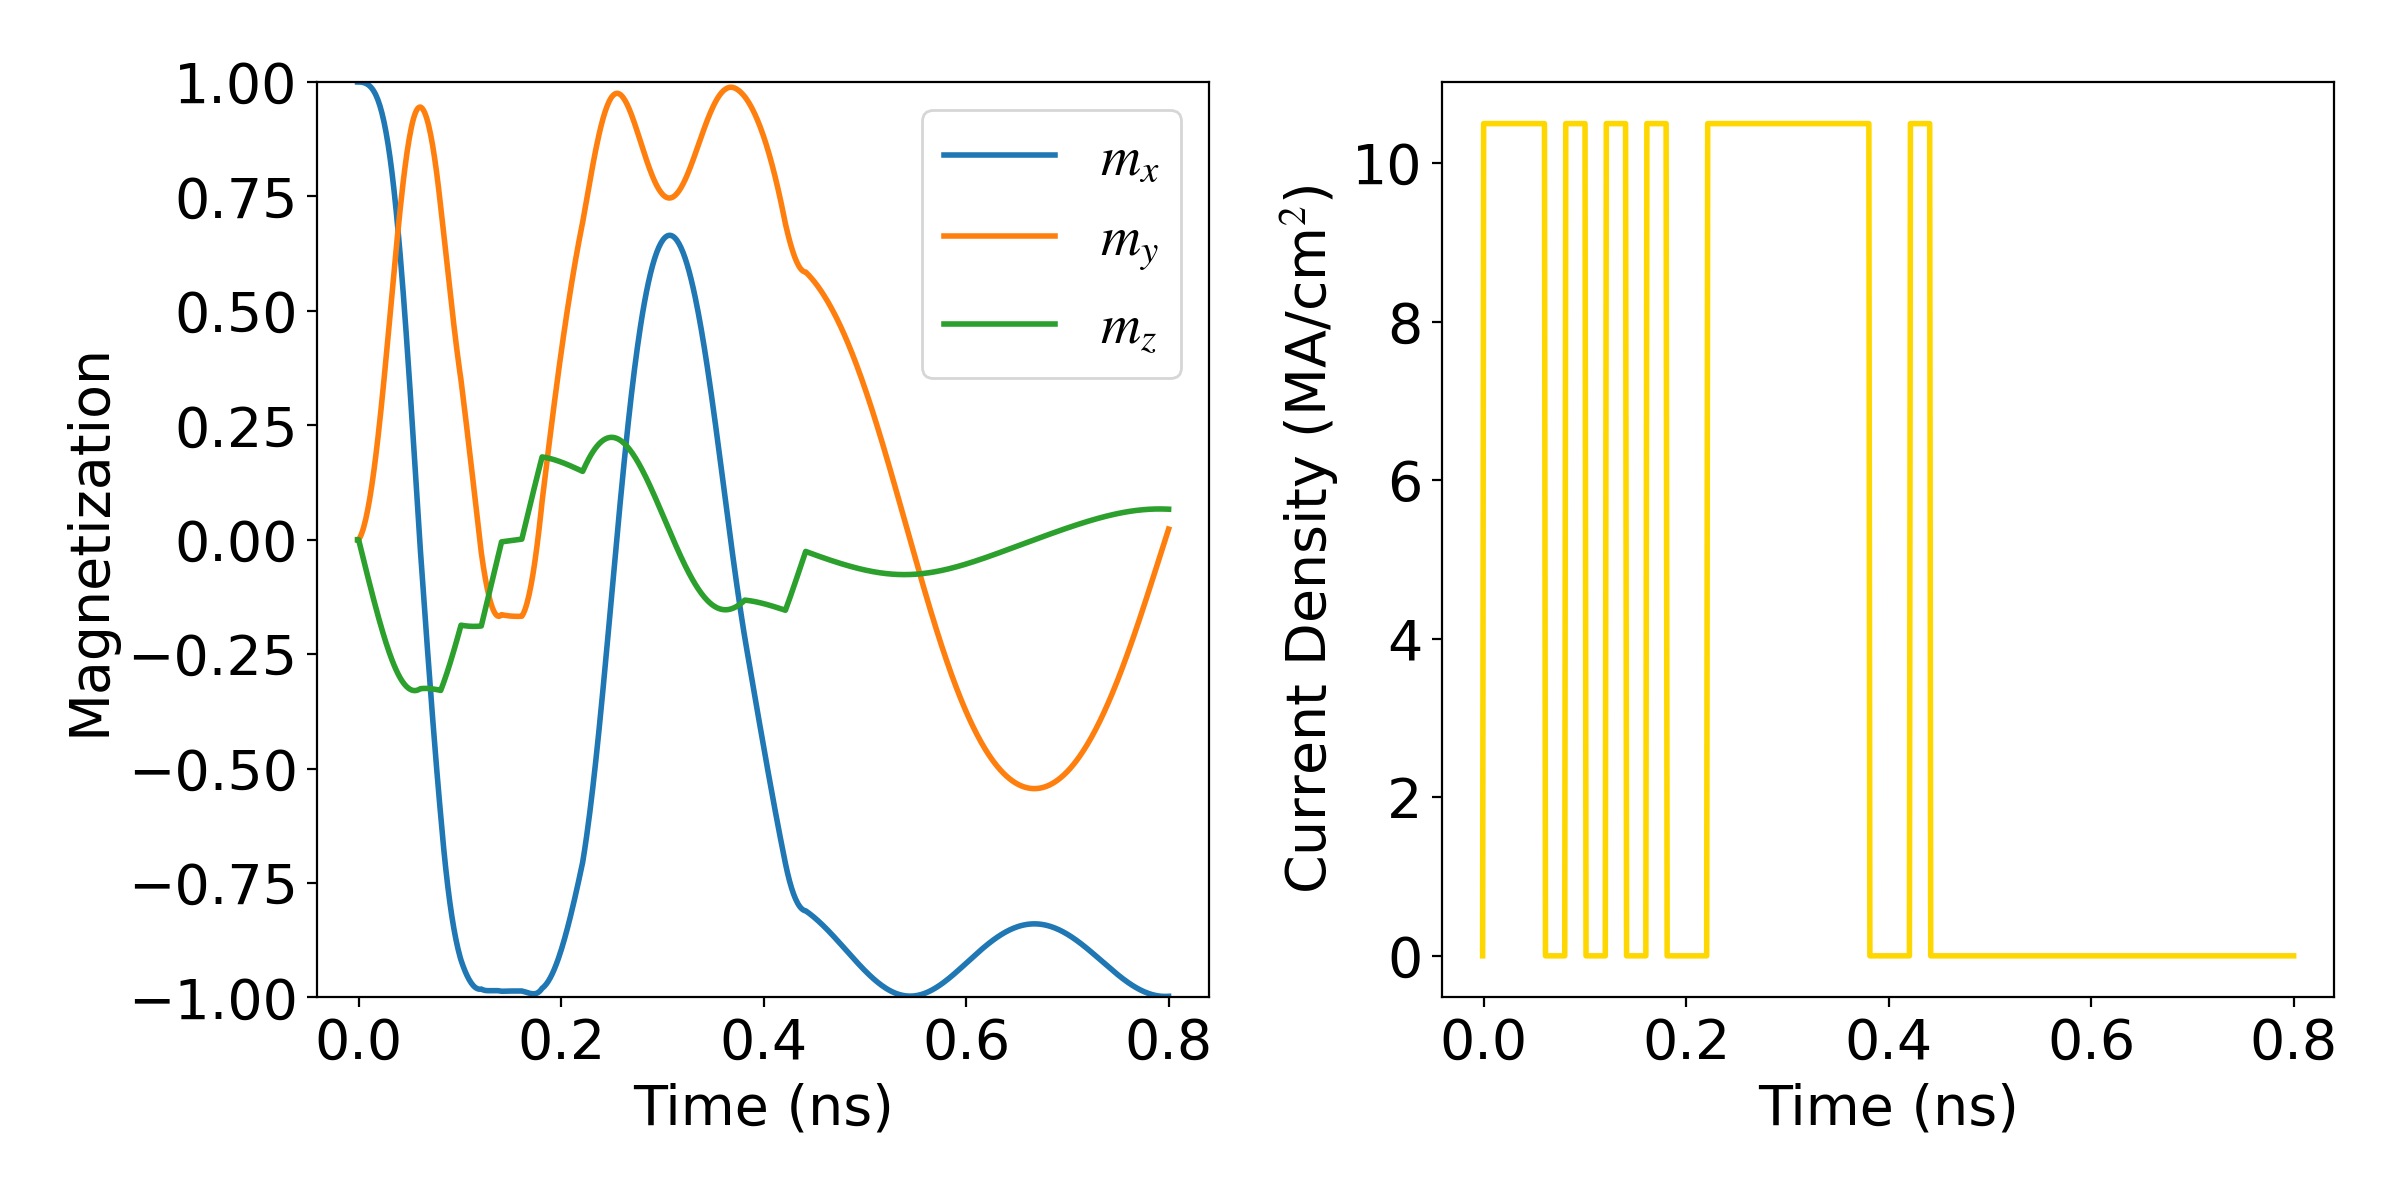 Magnetization
1.00
0.75
0.50
0.25
0.00
−0.25
−0.50
−0.75
−1.00
0.0 0.2 0.4 0.6 0.8
Time (ns)
m_x
m_y
m_z
Current Density (MA/cm²)
10
8
6
4
2
0
0.0 0.2 0.4 0.6 0.8
Time (ns)